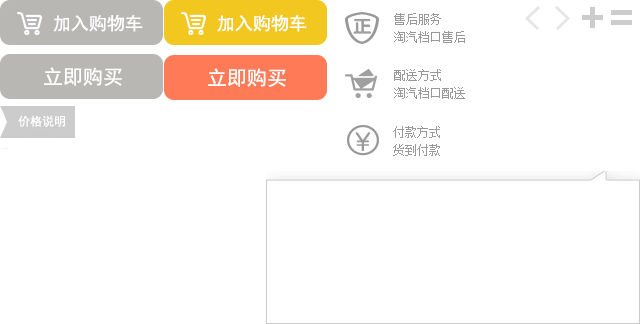 加入购物车
加入购物车
立即购买
立即购买
价格说明
正
售后服务
淘汽档口售后
配送方式
淘汽档口配送
¥
付款方式
货到付款